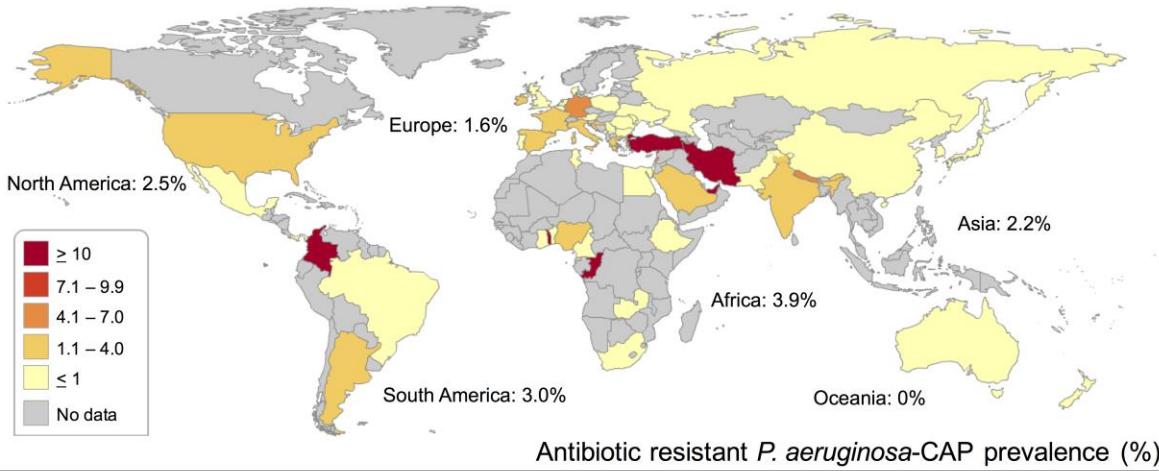 Europe: 1.6%
North America: 2.5%
Asia: 2.2%
Africa: 3.9%
South America: 3.0%
Oceania: 0%
≥ 10
7.1 – 9.9
4.1 – 7.0
1.1 – 4.0
≤ 1
No data
Antibiotic resistant P. aeruginosa-CAP prevalence (%)